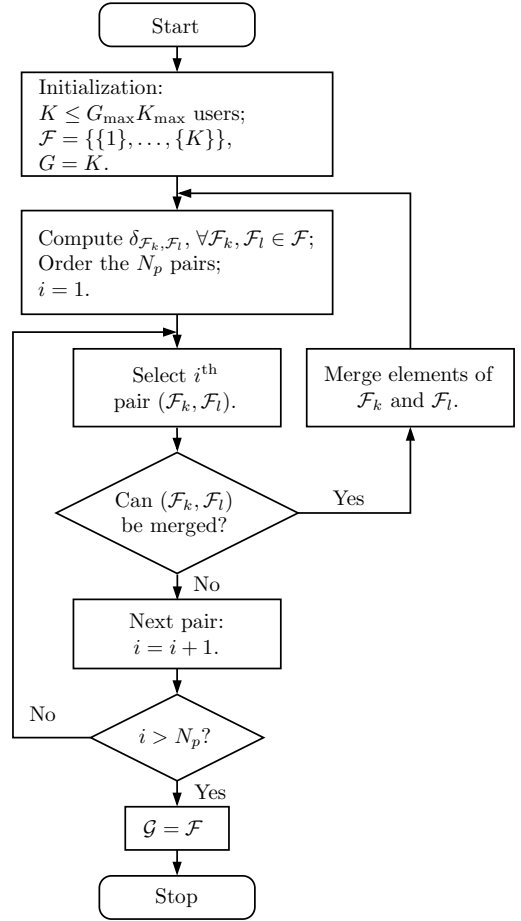 Start
Initialization:
K ≤ G_max K_max users;
𝓕 = {{1}, . . . , {K}},
G = K.
Compute δ_{𝓕_k,𝓕_l}, ∀𝓕_k, 𝓕_l ∈ 𝓕;
Order the N_p pairs;
i = 1.
Select i^th
pair (𝓕_k, 𝓕_l).
Merge elements of
𝓕_k and 𝓕_l.
Can (𝓕_k, 𝓕_l)
be merged?
Yes
No
Next pair:
i = i + 1.
No
i > N_p?
Yes
𝓖 = 𝓕
Stop